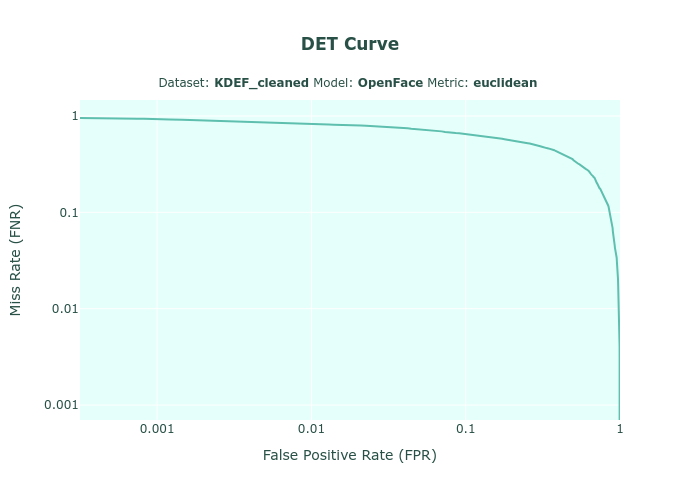 DET Curve
Dataset: KDEF_cleaned Model: OpenFace Metric: euclidean
1
0.1
0.01
0.001
Miss Rate (FNR)
0.001
0.01
0.1
1
False Positive Rate (FPR)